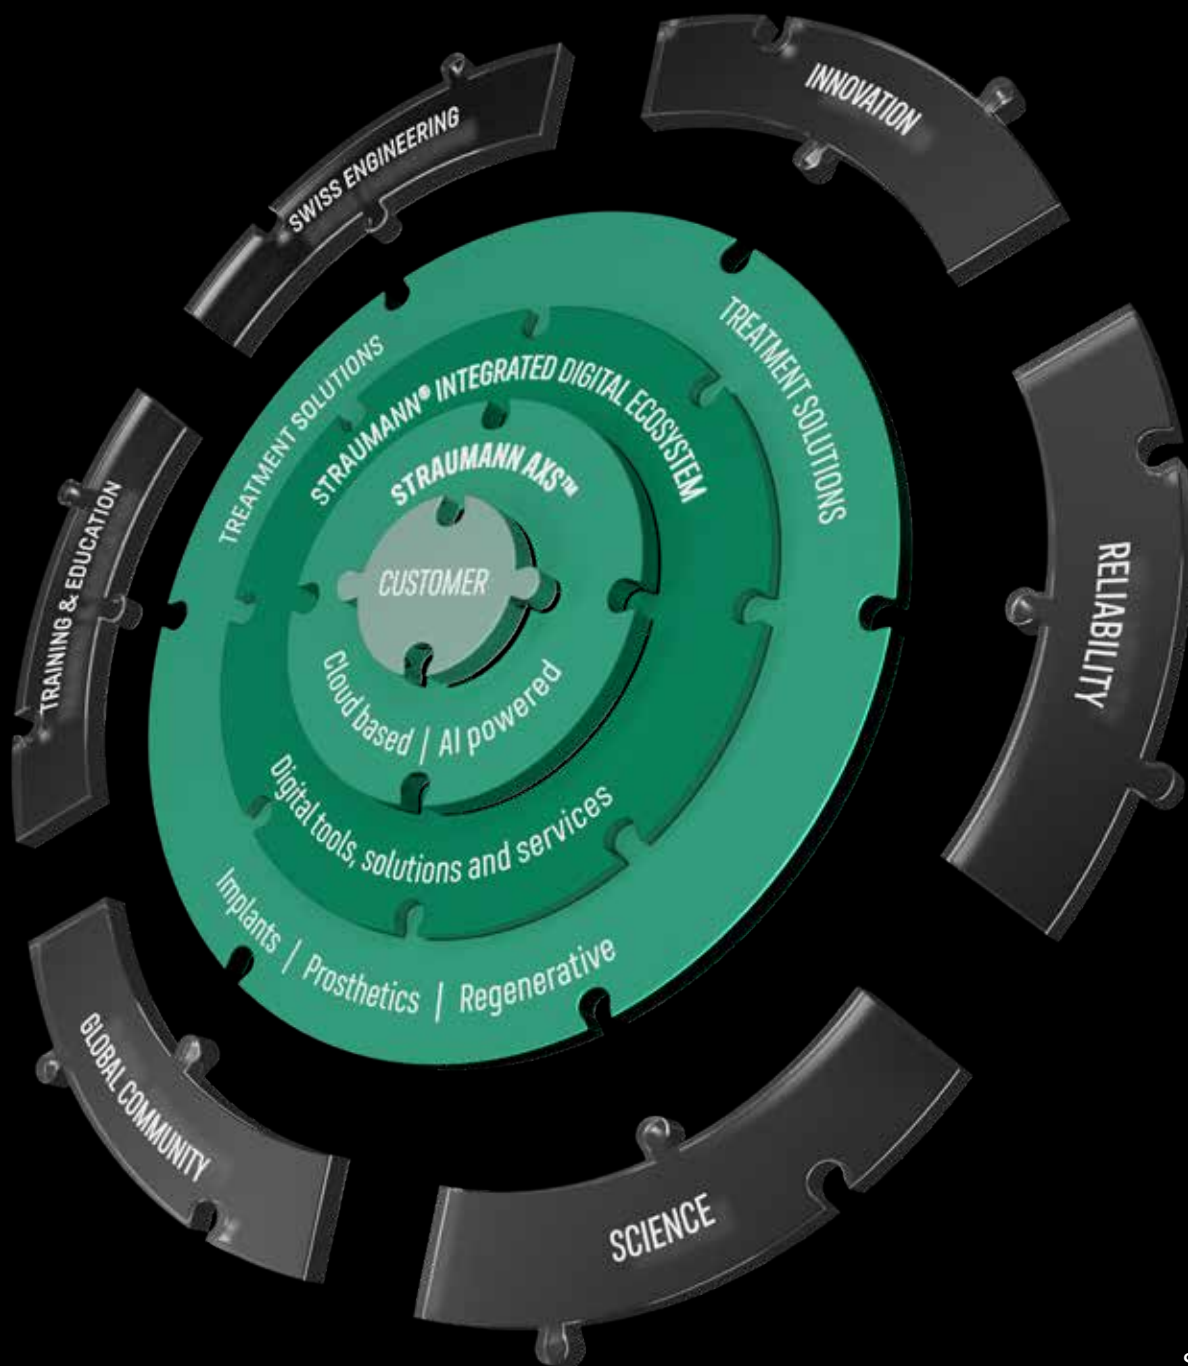 SWISS ENGINEERING
INNOVATION
TREATMENT SOLUTIONS
TREATMENT SOLUTIONS
STRAUMANN® INTEGRATED DIGITAL ECOSYSTEM
STRAUMANN AXS™
CUSTOMER
Cloud based | AI powered
Digital tools, solutions and services
Implants | Prosthetics | Regenerative
TRAINING & EDUCATION
RELIABILITY
GLOBAL COMMUNITY
SCIENCE